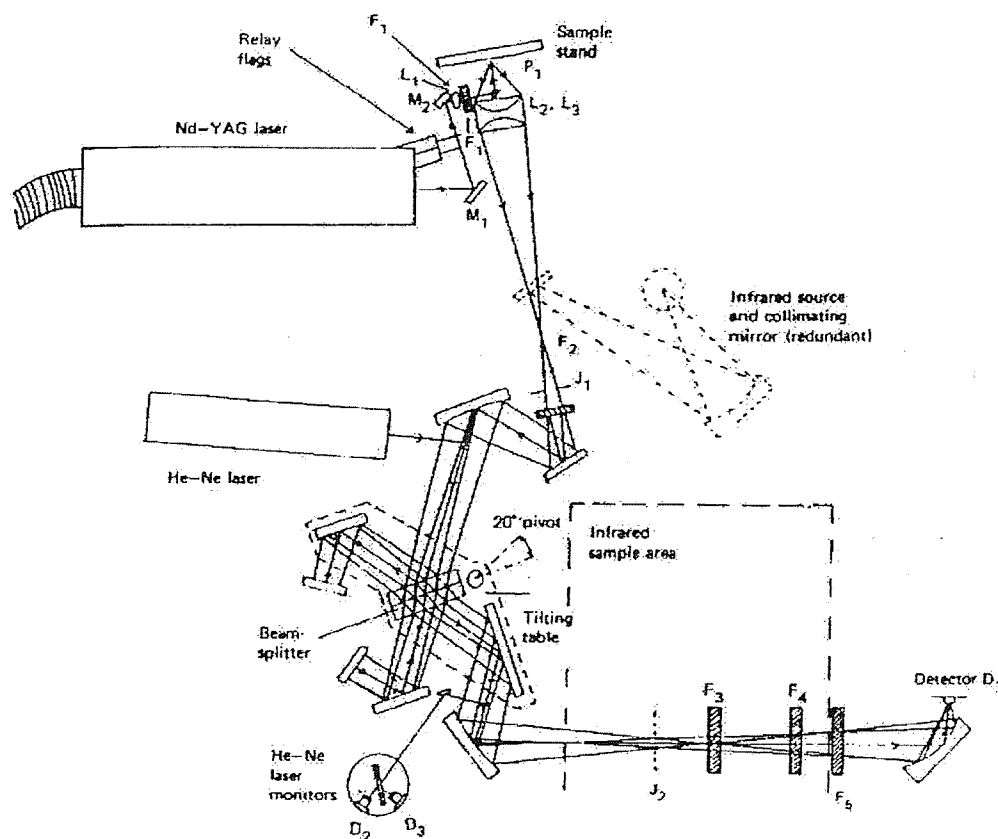 F₁
Sample
stand
Relay
flags
L₁
P₁
M₂
L₂, L₃
F₁
Nd-YAG laser
M₁
Infrared source
and collimating
mirror (redundant)
F₂
J₁
He-Ne laser
20° pivot
Infrared
sample area
Beam-
splitter
Tilting
table
Detector D,
F₃
F₄
He-Ne
laser
monitors
J₂
F₅
D₂
D₃